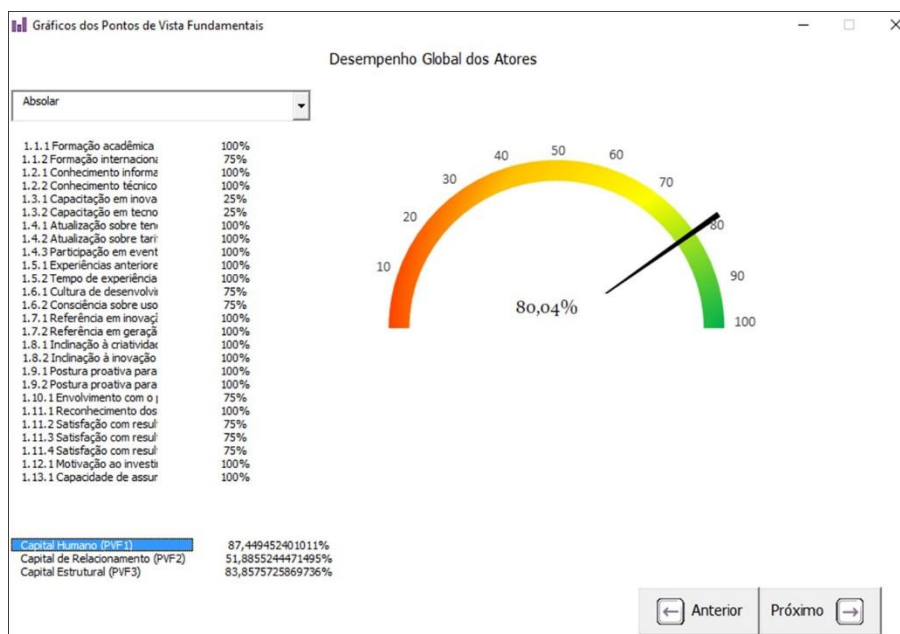 Gráficos dos Pontos de Vista Fundamentais
Desempenho Global dos Atores
Absolar
1.1.1 Formação acadêmica 100%
1.1.2 Formação internaciona 75%
1.2.1 Conhecimento informa 100%
1.2.2 Conhecimento técnico 100%
1.3.1 Capacitação em inova 25%
1.3.2 Capacitação em tecno 25%
1.4.1 Atualização sobre ten 100%
1.4.2 Atualização sobre tari 100%
1.4.3 Participação em event 100%
1.5.1 Experiências anteriore 100%
1.5.2 Tempo de experiência 100%
1.6.1 Cultura de desenvolvi 75%
1.6.2 Consciência sobre uso 75%
1.7.1 Referência em inovaçã 100%
1.7.2 Referência em geraçã 100%
1.8.1 Inclinação à criatividad 100%
1.8.2 Inclinação à inovação 100%
1.9.1 Postura proativa para 100%
1.9.2 Postura proativa para 100%
1.10.1 Envolvimento com o p 75%
1.11.1 Reconhecimento dos 100%
1.11.2 Satisfação com resul 75%
1.11.3 Satisfação com resul 75%
1.11.4 Satisfação com resul 75%
1.12.1 Motivação ao investi 100%
1.13.1 Capacidade de assur 100%
10
20
30
40
50
60
70
80
90
100
80,04%
Capital Humano (PVF1) 87,449452401011%
Capital de Relacionamento (PVF2) 51,8855244471495%
Capital Estrutural (PVF3) 83,8575725869736%
Anterior
Próximo